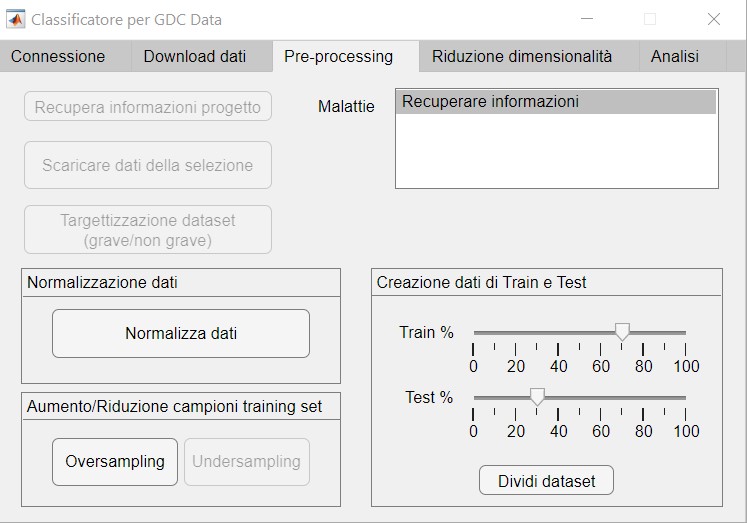 Classificatore per GDC Data
Connessione Download dati Pre-processing Riduzione dimensionalità Analisi
Recupera informazioni progetto
Malattie
Recuperare informazioni
Scaricare dati della selezione
Targettizzazione dataset
(grave/non grave)
Normalizzazione dati
Normalizza dati
Aumento/Riduzione campioni training set
Oversampling
Undersampling
Creazione dati di Train e Test
Train %
0 20 40 60 80 100
Test %
0 20 40 60 80 100
Dividi dataset